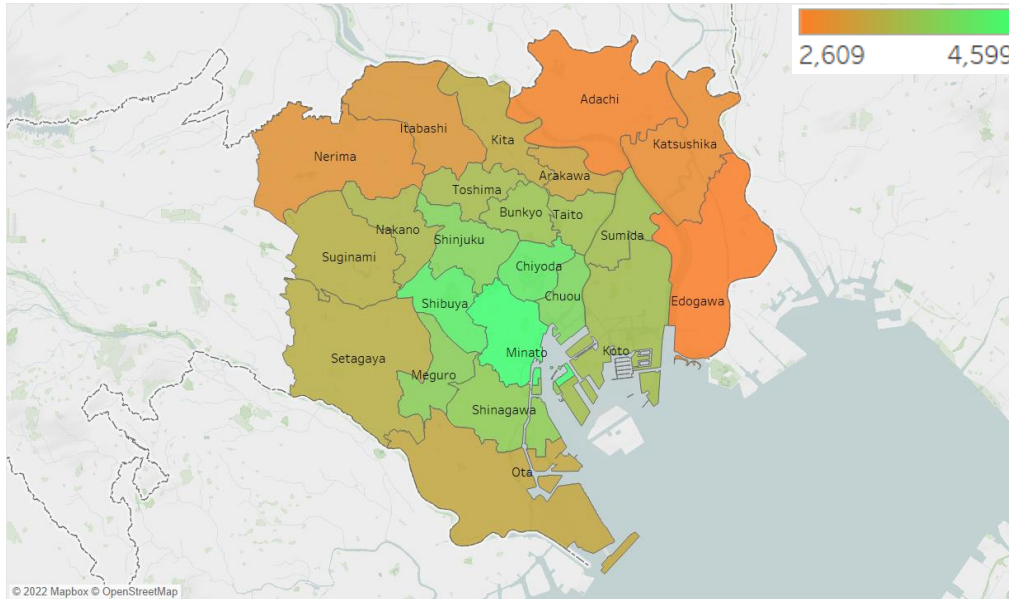 2,609 4,599
Adachi
Itabashi
Kita
Katsushika
Nerima
Arakawa
Toshima
Bunkyo
Taito
Nakano
Shinjuku
Sumida
Suginami
Chiyoda
Chuou
Shibuya
Edogawa
Minato
Koto
Setagaya
Meguro
Shinagawa
Ota
© 2022 Mapbox © OpenStreetMap